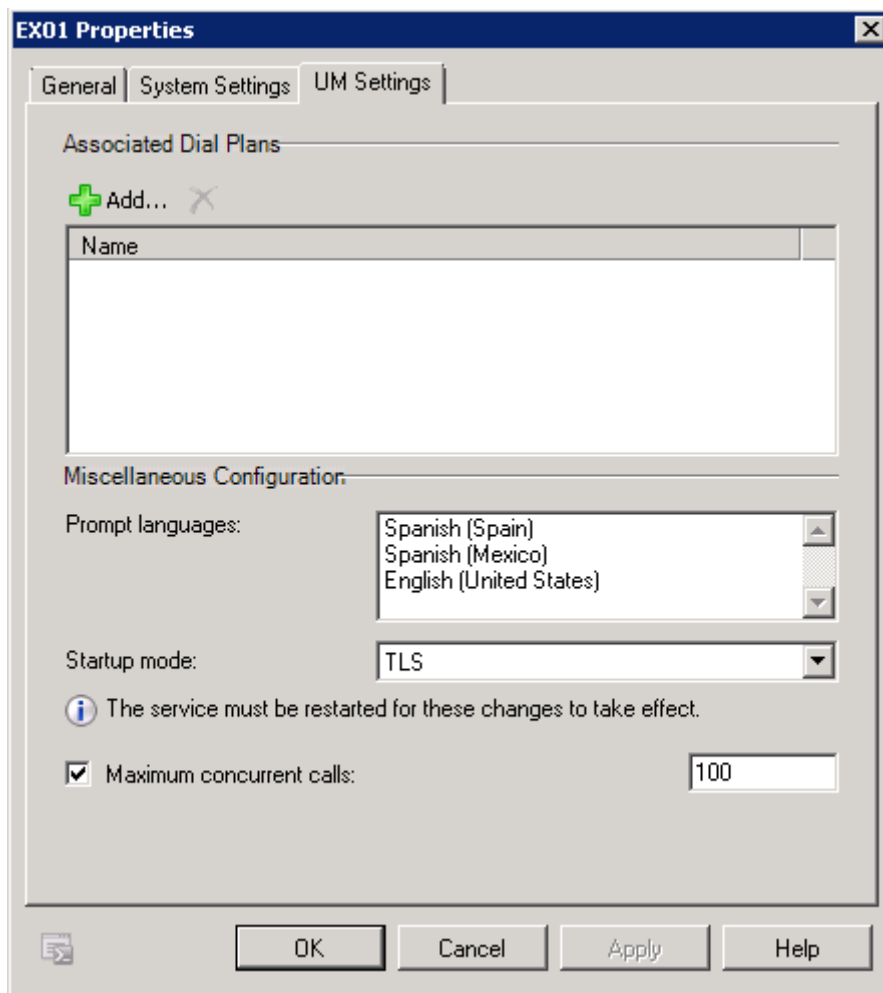 EX01 Properties
General System Settings UM Settings
Associated Dial Plans
Add...
Name
Miscellaneous Configuration
Prompt languages: Spanish (Spain)
Spanish (Mexico)
English (United States)
Startup mode: TLS
The service must be restarted for these changes to take effect.
Maximum concurrent calls: 100
OK Cancel Apply Help